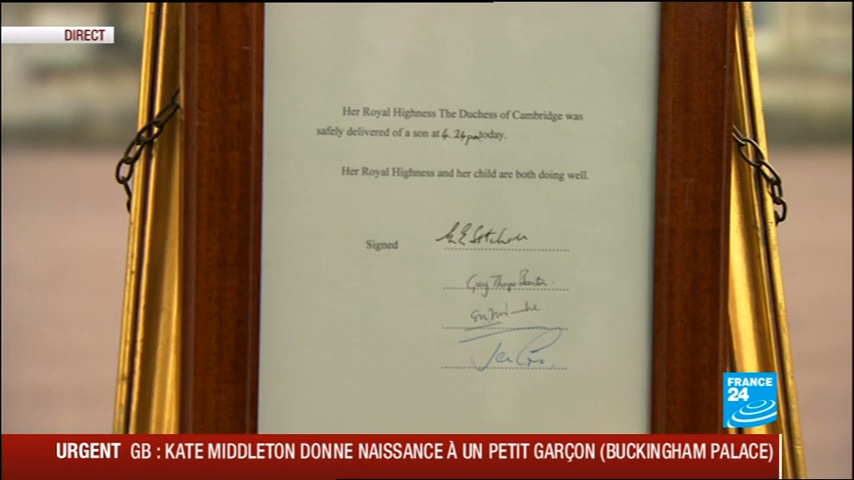 DIRECT
Her Royal Highness The Duchess of Cambridge was
safely delivered of a son at 4.24pm today.
Her Royal Highness and her child are both doing well.
Signed
FRANCE
24
URGENT GB : KATE MIDDLETON DONNE NAISSANCE À UN PETIT GARÇON (BUCKINGHAM PALACE)